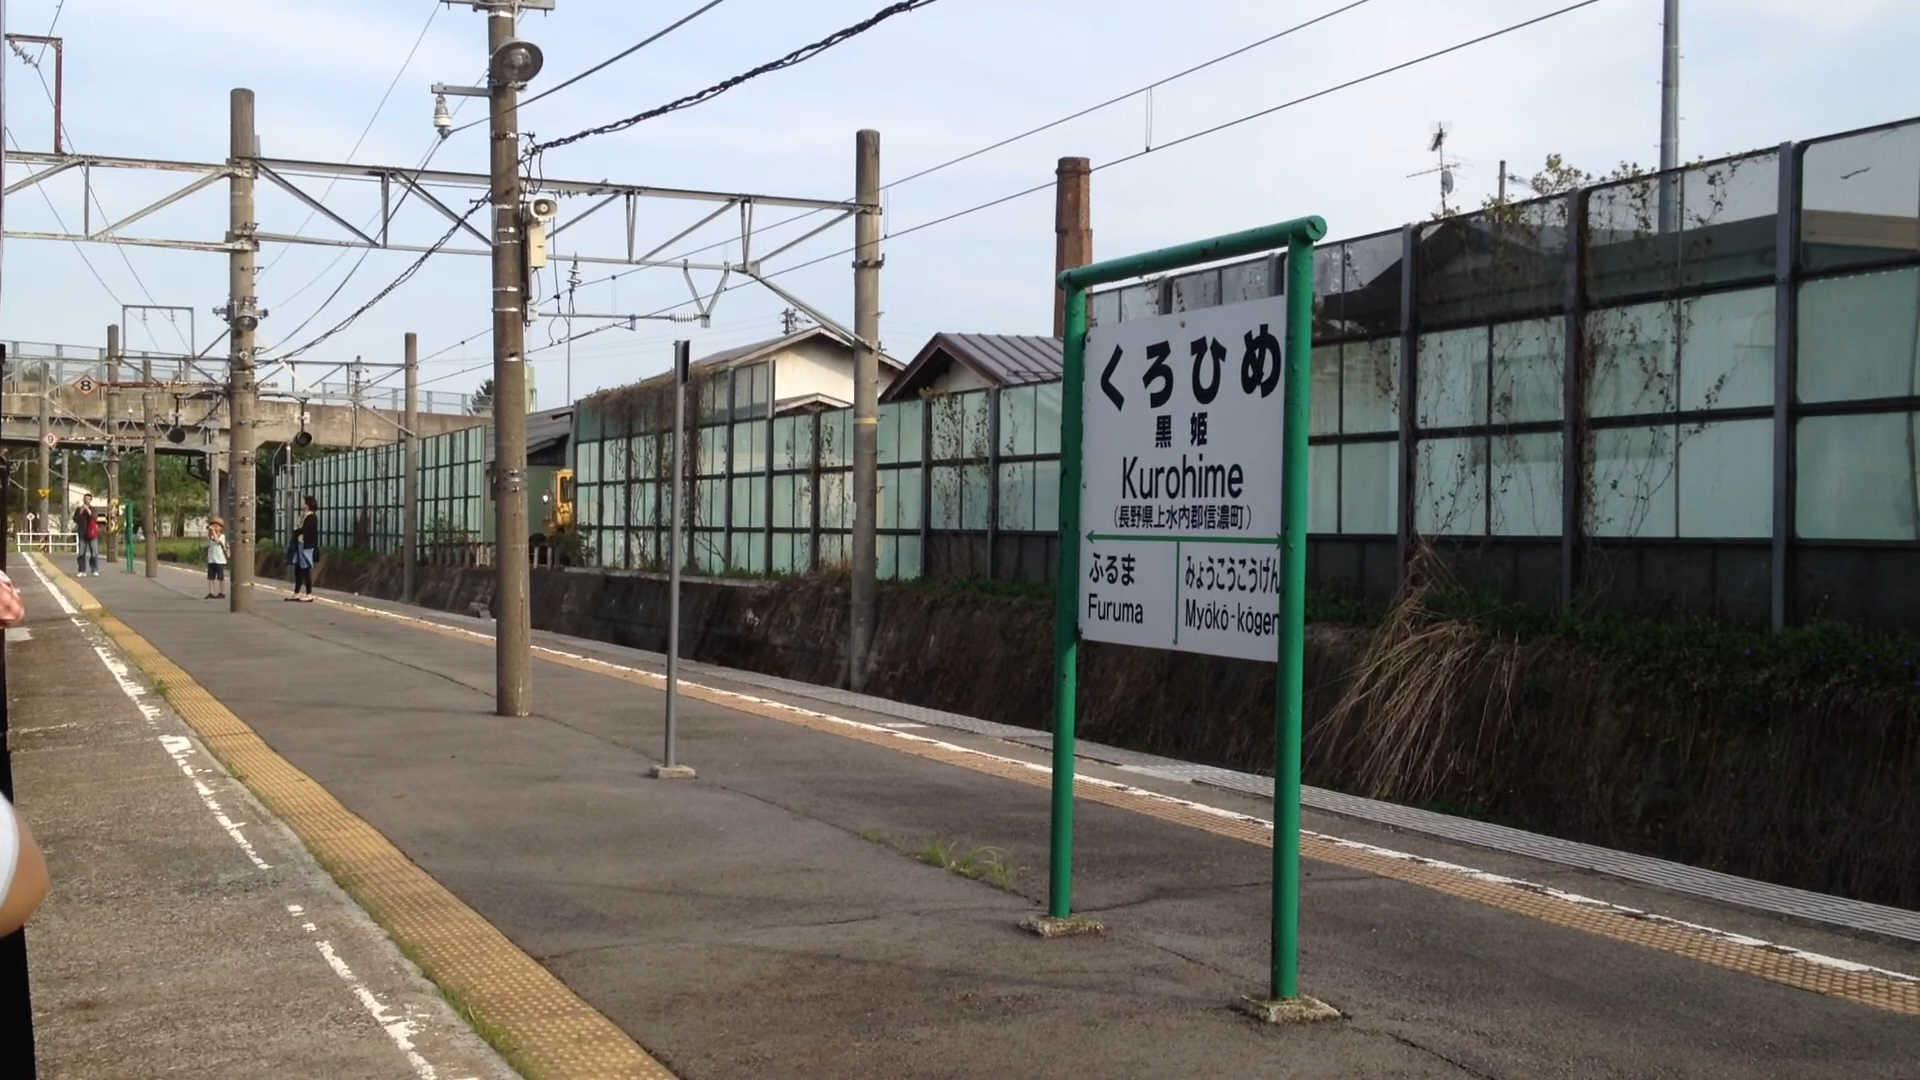 くろひめ
黒姫
Kurohime
(長野県上水内郡信濃町)
ふるま
Furuma
みょうこうこうげん
Myōkō-kōgen
8